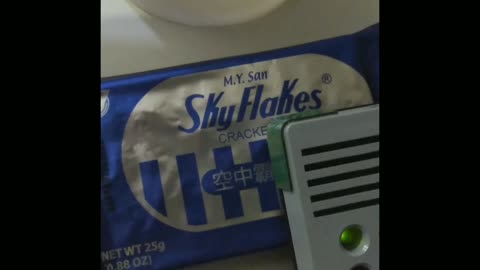 M.Y. San
SkyFlakes®
CRACKE
空中霸
NET WT 25g
(0.88 OZ)